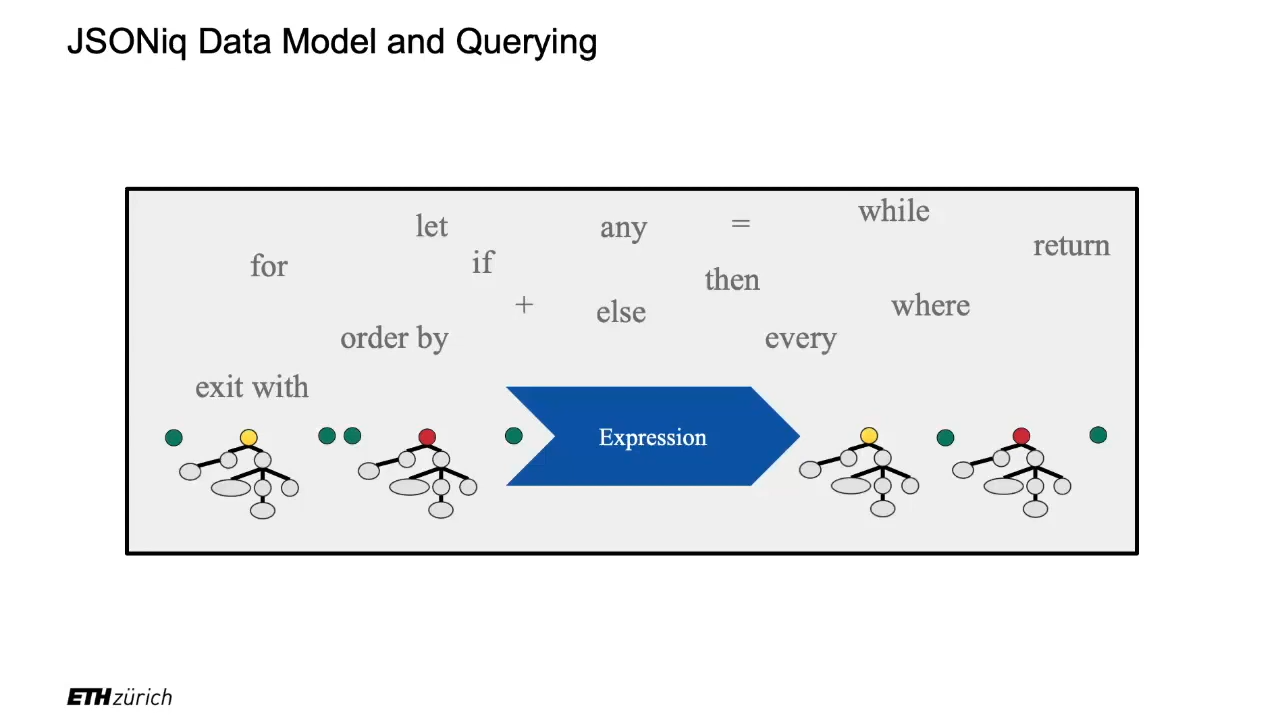 JSONiq Data Model and Querying
let
any
=
while
return
for
if
then
+
else
where
order by
every
exit with
Expression
ETH zürich